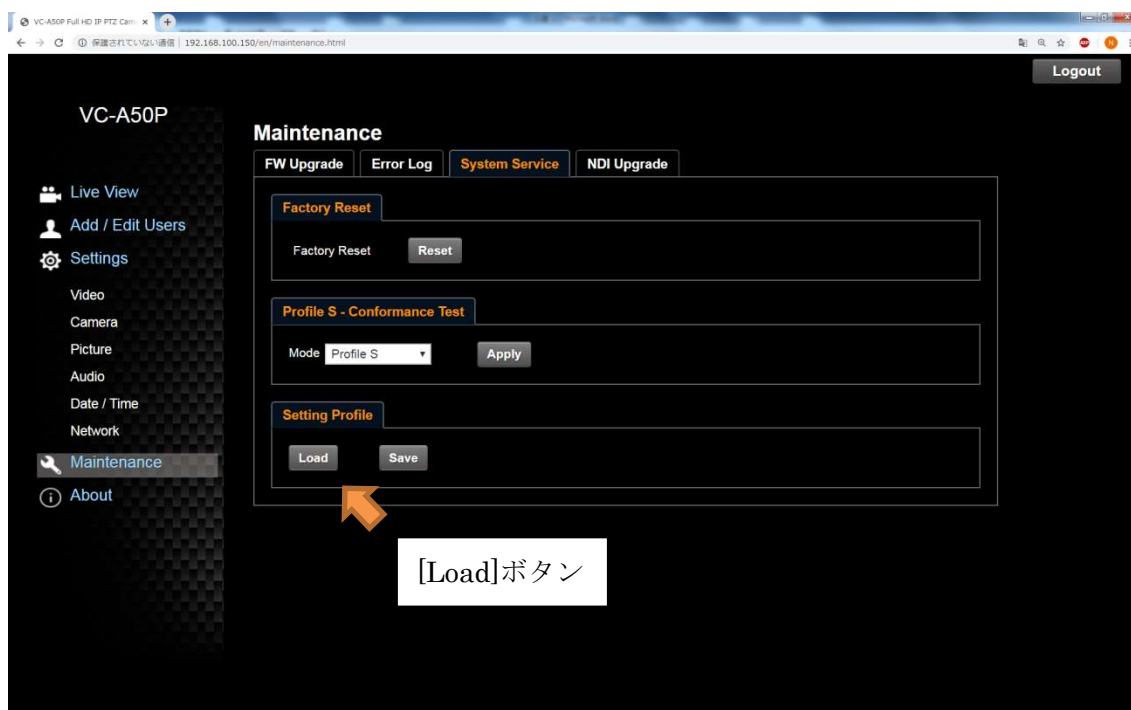 VC-A50P Full HD IP PTZ Cam
保護されていない通信 | 192.168.100.150/en/maintenance.html
Logout
VC-A50P
Maintenance
FW Upgrade Error Log System Service NDI Upgrade
Live View
Add / Edit Users
Settings
Video
Camera
Picture
Audio
Date / Time
Network
Maintenance
About
Factory Reset
Factory Reset Reset
Profile S - Conformance Test
Mode Profile S Apply
Setting Profile
Load Save
[Load]ボタン